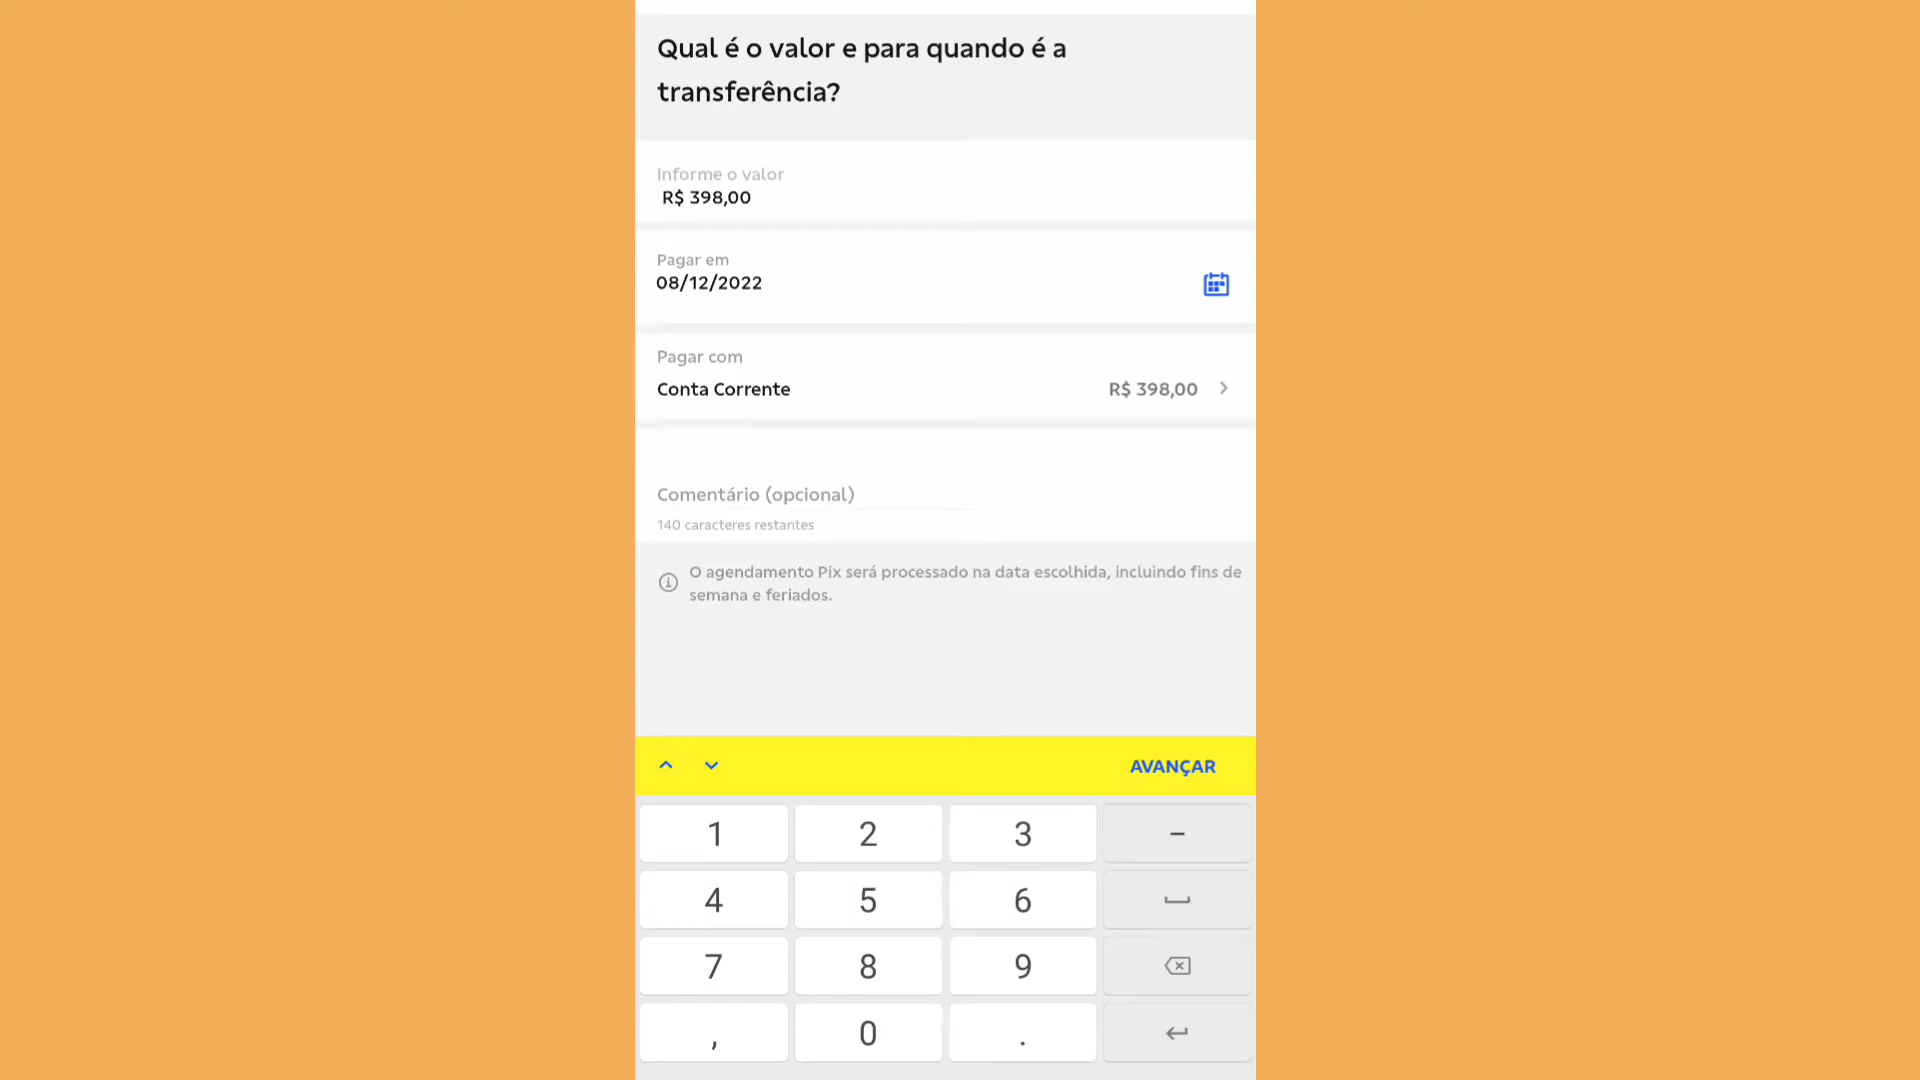 Qual é o valor e para quando é a
transferência?
Informe o valor
R$ 398,00
Pagar em
08/12/2022
Pagar com
Conta Corrente R$ 398,00
Comentário (opcional)
140 caracteres restantes
O agendamento Pix será processado na data escolhida, incluindo fins de
semana e feriados.
AVANÇAR
1 2 3 -
4 5 6
7 8 9
, 0 .